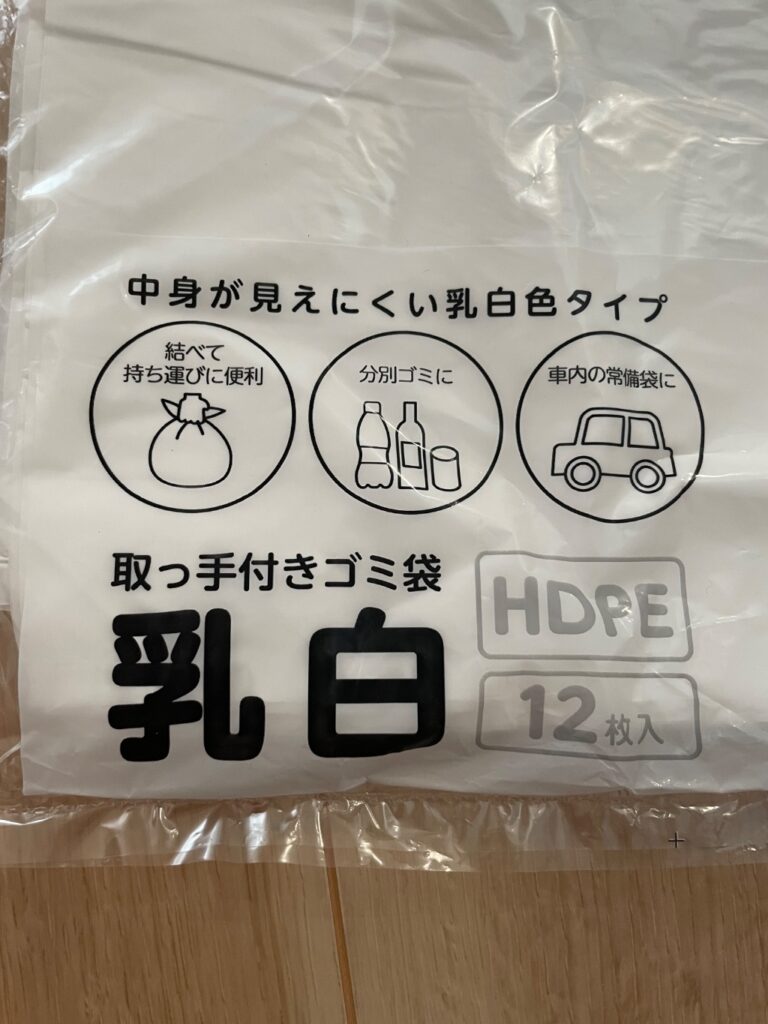 中身が見えにくい乳白色タイプ
結べて
持ち運びに便利
分別ゴミに
車内の常備袋に
取っ手付きゴミ袋
乳白
HDPE
12枚入